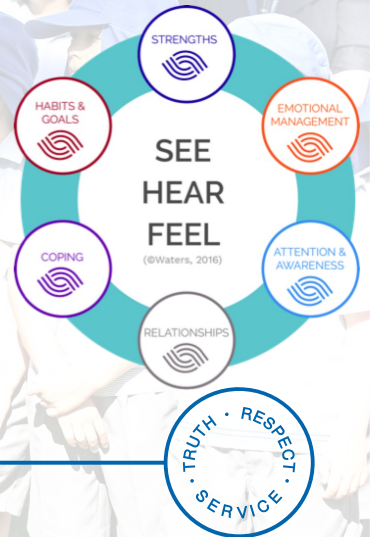 STRENGTHS
HABITS &
GOALS
EMOTIONAL
MANAGEMENT
SEE
HEAR
FEEL
(©Waters, 2016)
COPING
ATTENTION &
AWARENESS
RELATIONSHIPS
TRUTH · RESPECT · SERVICE ·